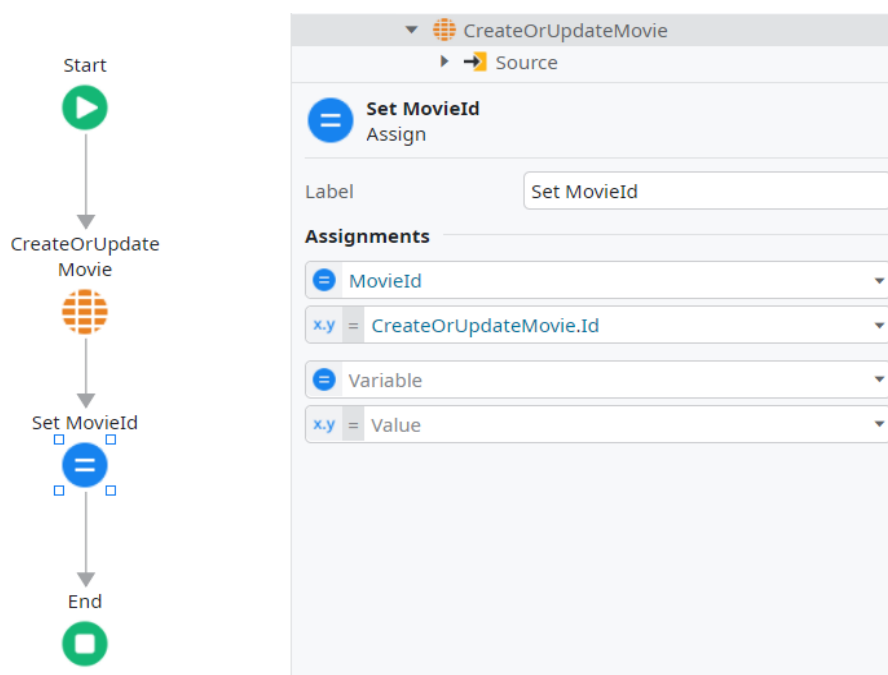 Start
CreateOrUpdate
Movie
Set MovieId
End
CreateOrUpdateMovie
Source
Set MovieId
Assign
Label
Set MovieId
Assignments
MovieId
x.y = CreateOrUpdateMovie.Id
Variable
x.y = Value